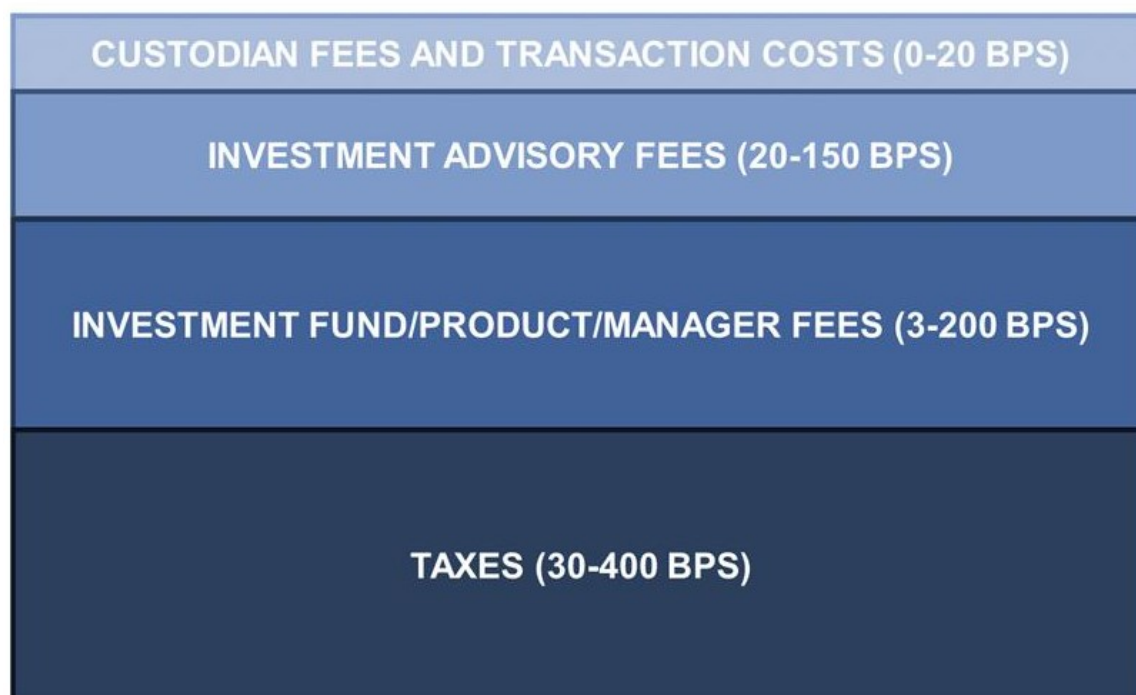 CUSTODIAN FEES AND TRANSACTION COSTS (0-20 BPS)
INVESTMENT ADVISORY FEES (20-150 BPS)
INVESTMENT FUND/PRODUCT/MANAGER FEES (3-200 BPS)
TAXES (30-400 BPS)